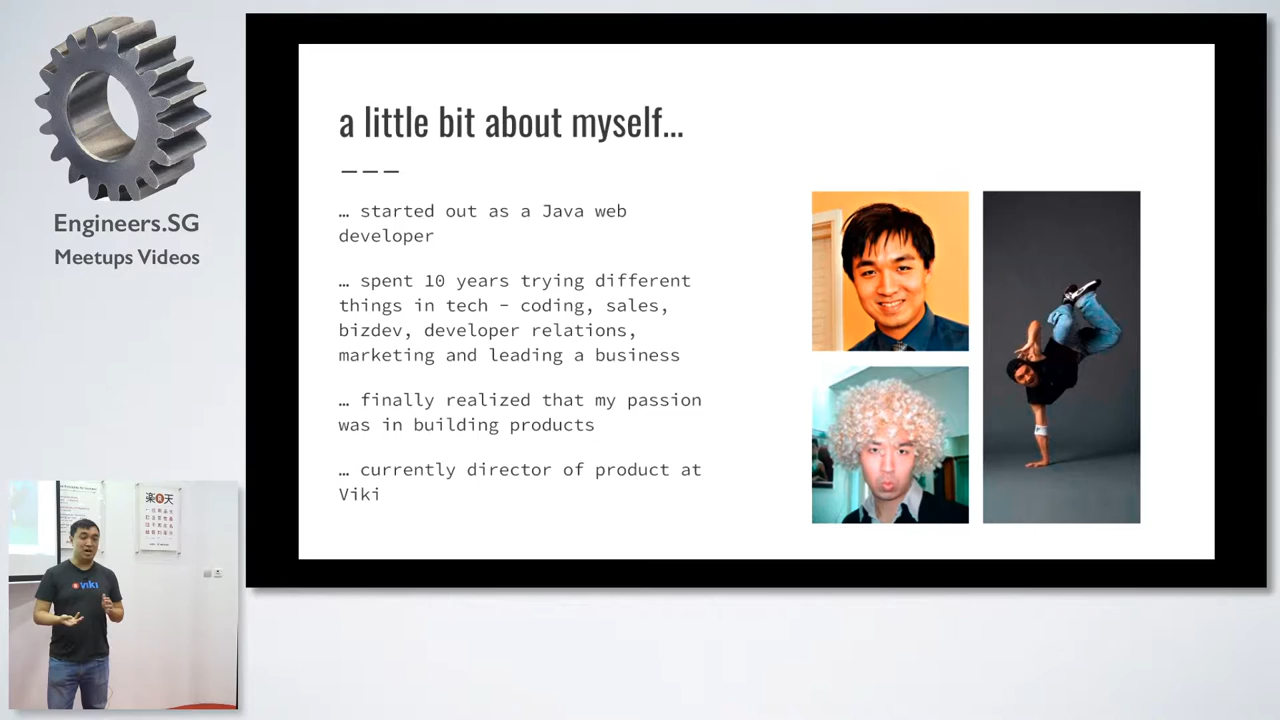 Engineers.SG
Meetups Videos
a little bit about myself...
… started out as a Java web
developer
… spent 10 years trying different
things in tech – coding, sales,
bizdev, developer relations,
marketing and leading a business
… finally realized that my passion
was in building products
… currently director of product at
Viki
楽天
viki